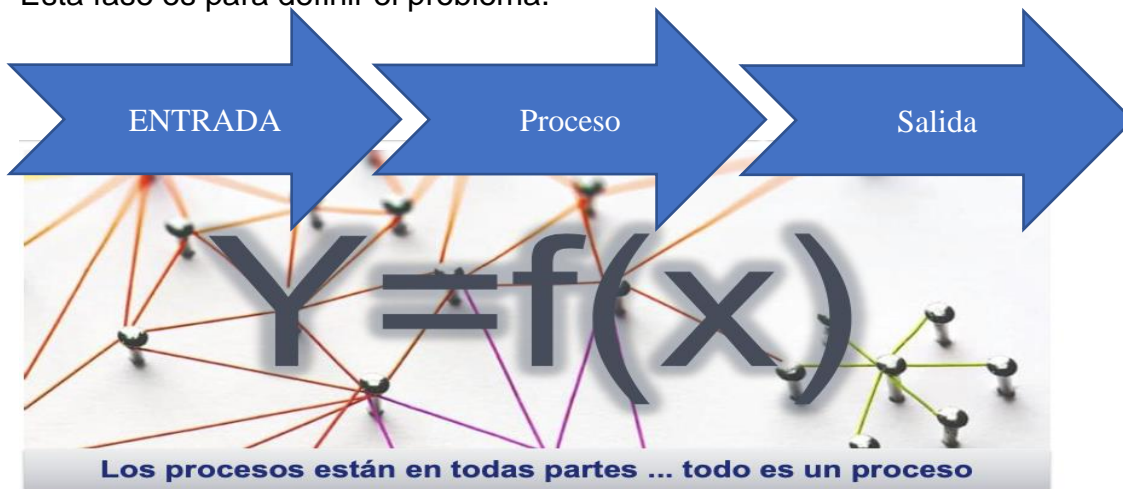 Esta fase es para definir el problema.
ENTRADA
Proceso
Salida
Y=f(x)
Los procesos están en todas partes ... todo es un proceso